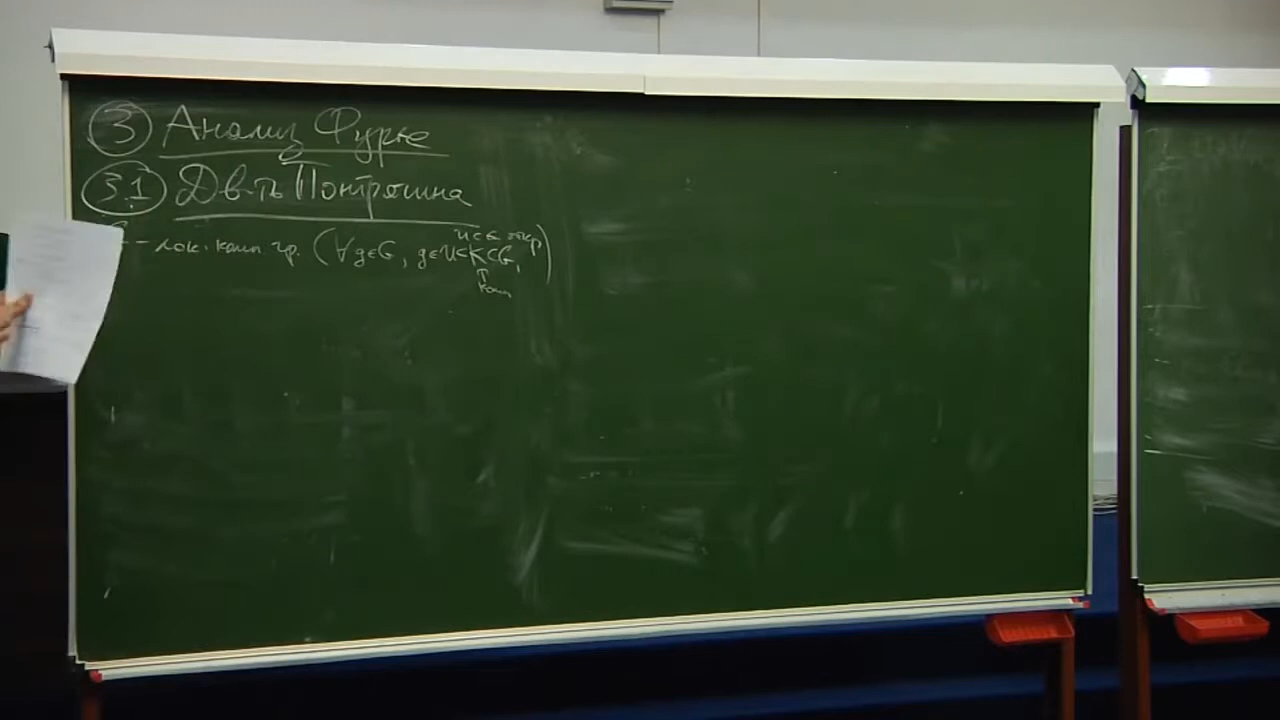 3 Анализ Фурье
3.1 Дв-ть Понтрягина
— лок. комп. гр. (∀ g∈G, g∈U⊂K⊂G,
U⊂G откр)
↑
комп